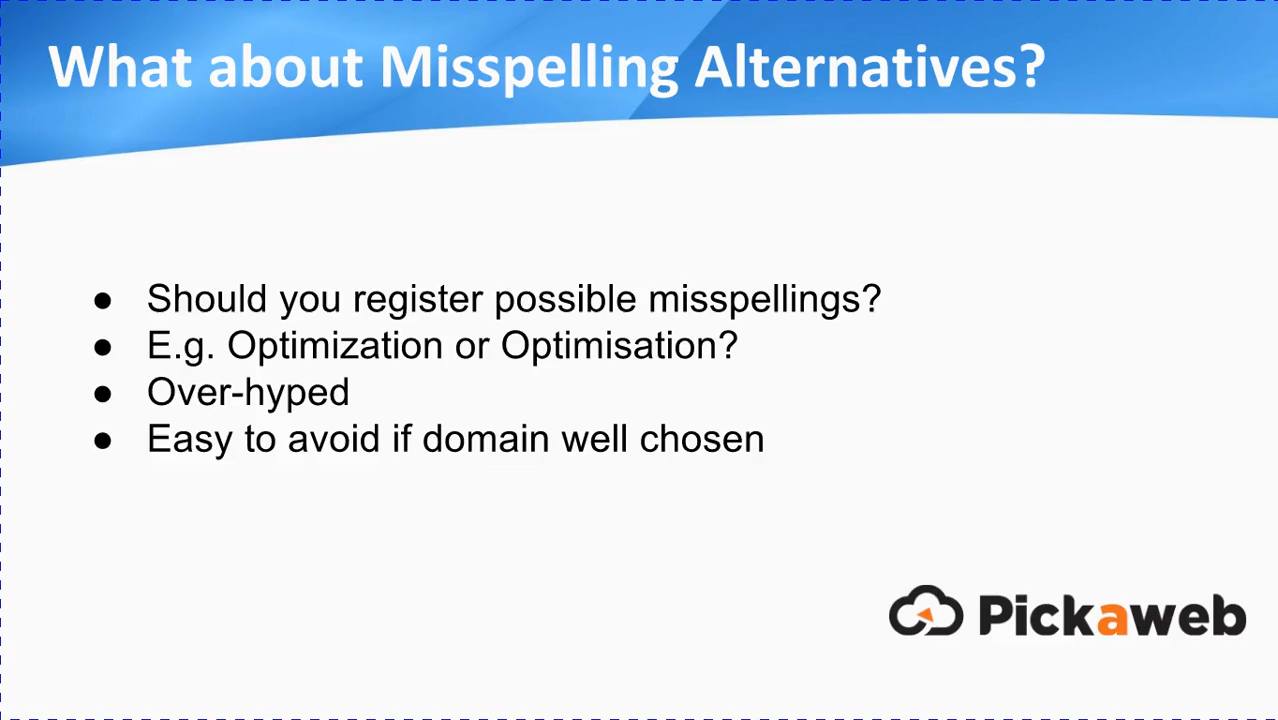 What about Misspelling Alternatives?
● Should you register possible misspellings?
● E.g. Optimization or Optimisation?
● Over-hyped
● Easy to avoid if domain well chosen
Pickaweb